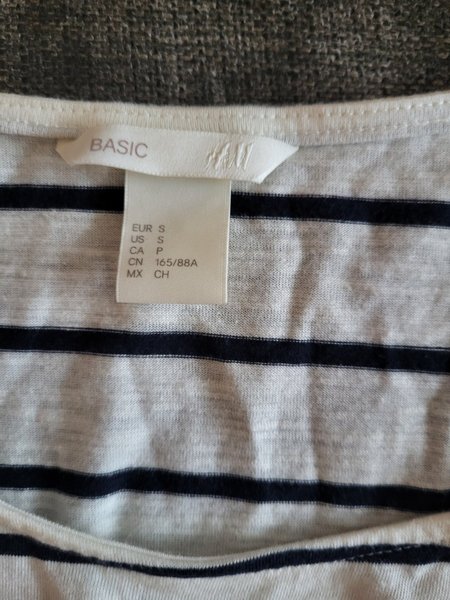 BASIC H&M
EUR S
US S
CA P
CN 165/88A
MX CH